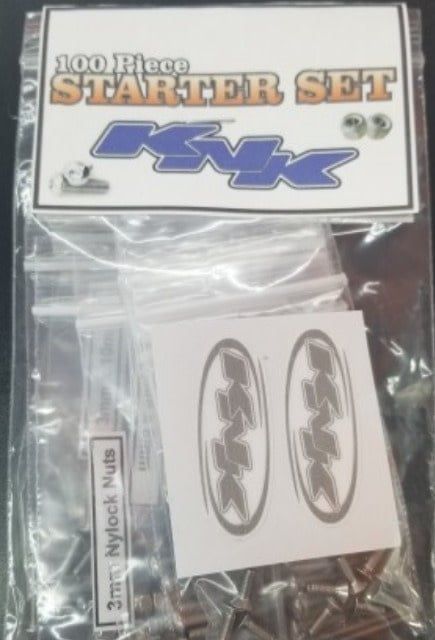 100 Piece
STARTER SET
KNK
KNK
KNK
3mm Nylock Nuts